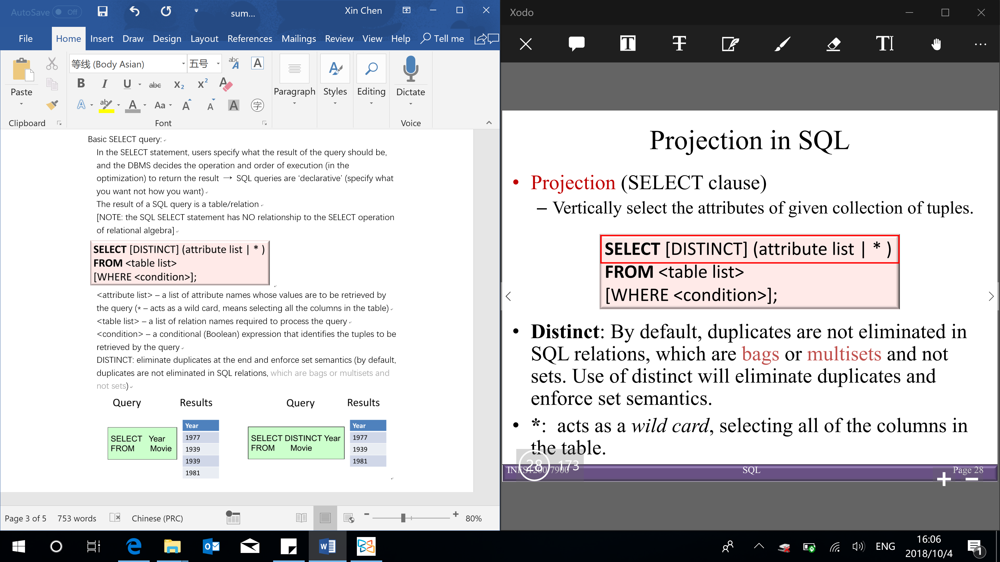 AutoSave Off
sum...
Xin Chen
File Home Insert Draw Design Layout References Mailings Review View Help Tell me
Paste
Clipboard
等线 (Body Asian) 五号
abc A A
B I U abc X₂ X² A
A ab A Aa A A A 字
Font
Paragraph
Styles
Editing
Dictate
Voice
Basic SELECT query:
In the SELECT statement, users specify what the result of the query should be,
and the DBMS decides the operation and order of execution (in the
optimization) to return the result → SQL queries are ‘declarative’ (specify what
you want not how you want)
The result of a SQL query is a table/relation
[NOTE: the SQL SELECT statement has NO relationship to the SELECT operation
of relational algebra]
SELECT [DISTINCT] (attribute list | * )
FROM <table list>
[WHERE <condition>];
<attribute list> – a list of attribute names whose values are to be retrieved by
the query (* – acts as a wild card, means selecting all the columns in the table)
<table list> – a list of relation names required to process the query
<condition> – a conditional (Boolean) expression that identifies the tuples to be
retrieved by the query
DISTINCT: eliminate duplicates at the end and enforce set semantics (by default,
duplicates are not eliminated in SQL relations, which are bags or multisets and
not sets)
Query Results
SELECT Year
FROM Movie
Year
1977
1939
1939
1981
Query Results
SELECT DISTINCT Year
FROM Movie
Year
1977
1939
1981
Page 3 of 5 753 words Chinese (PRC) 80%
Xodo
Projection in SQL
• Projection (SELECT clause)
– Vertically select the attributes of given collection of tuples.
SELECT [DISTINCT] (attribute list | * )
FROM <table list>
[WHERE <condition>];
• Distinct: By default, duplicates are not eliminated in
SQL relations, which are bags or multisets and not
sets. Use of distinct will eliminate duplicates and
enforce set semantics.
• *: acts as a wild card, selecting all of the columns in
the table.
28 173
INFS1200/7900 SQL Page 28
ENG
16:06
2018/10/4
1